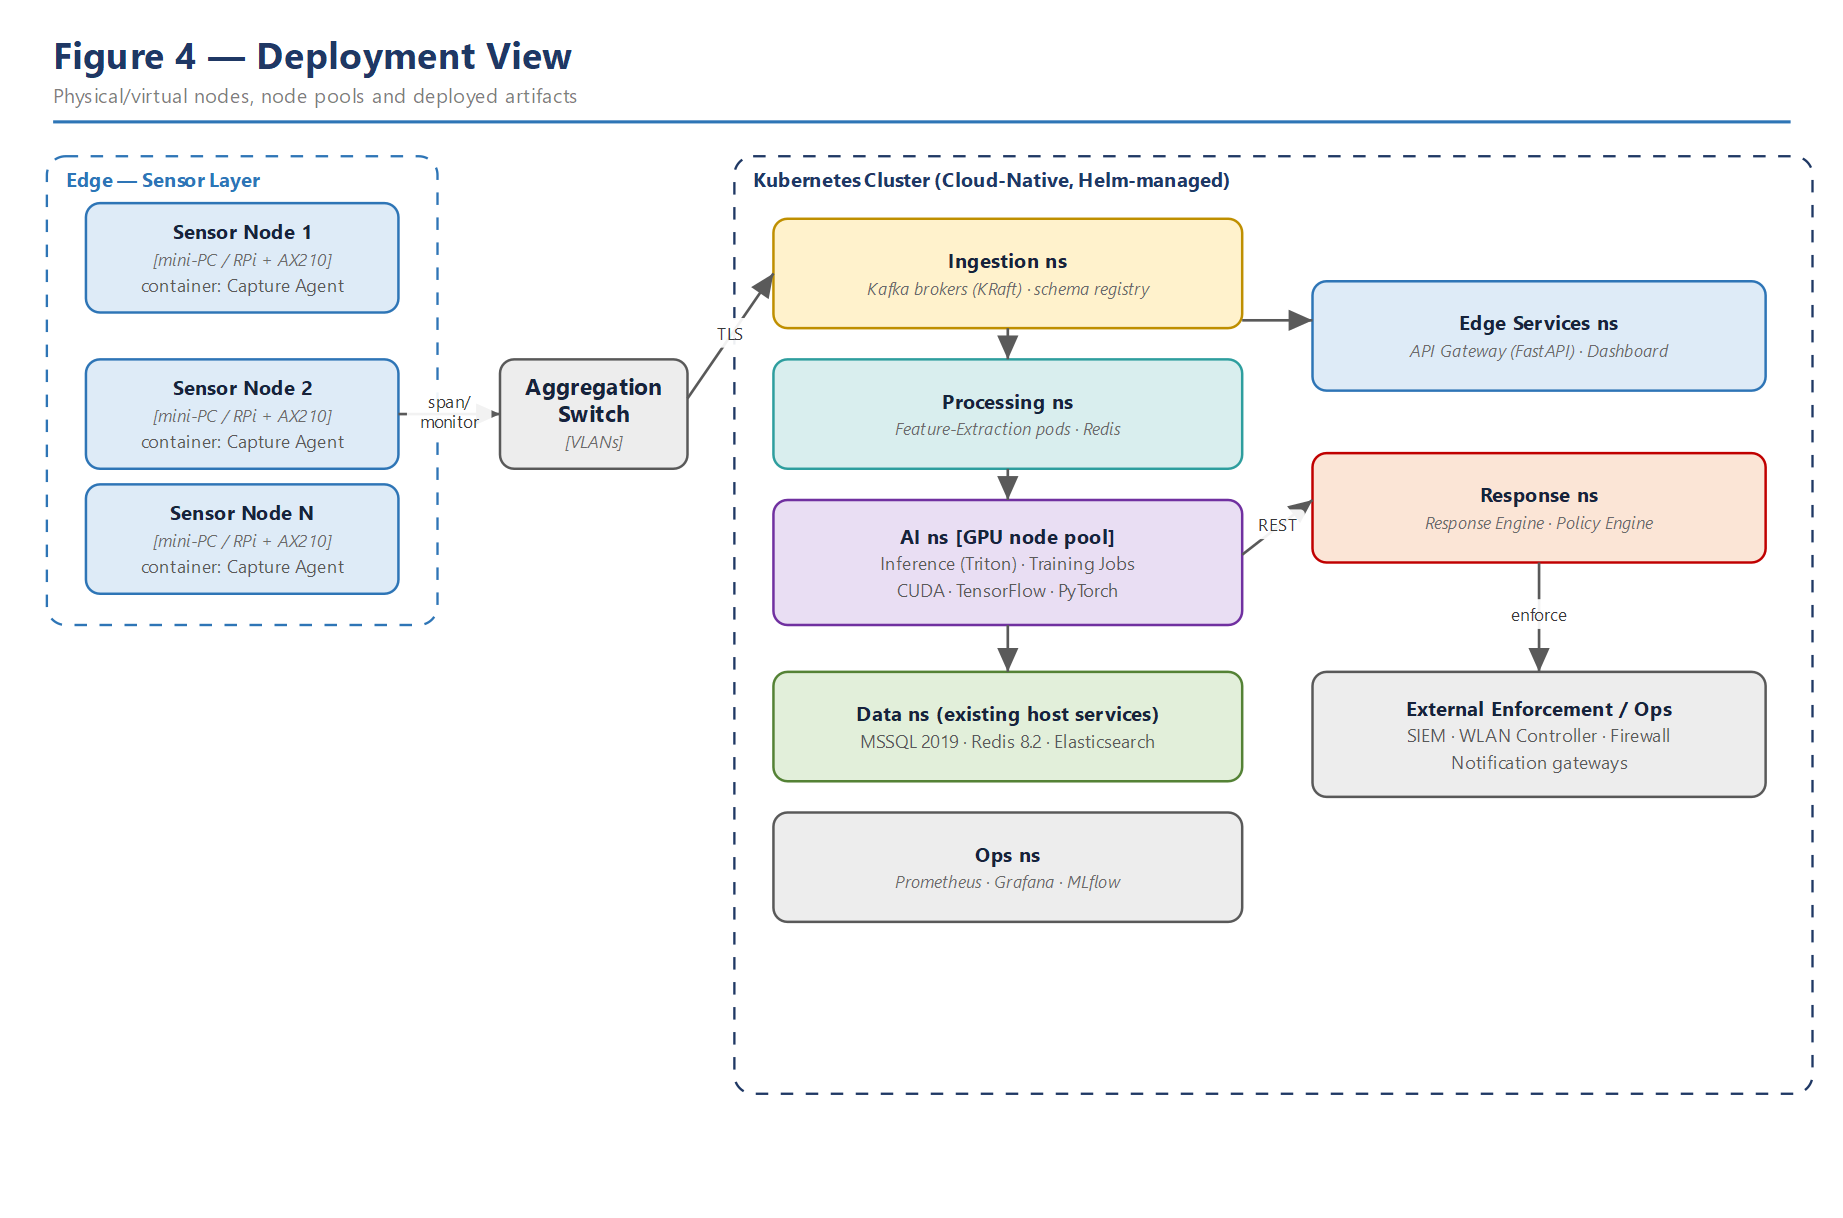 Figure 4 — Deployment View
Physical/virtual nodes, node pools and deployed artifacts
Edge — Sensor Layer
Sensor Node 1
[mini-PC / RPi + AX210]
container: Capture Agent
Sensor Node 2
[mini-PC / RPi + AX210]
container: Capture Agent
Sensor Node N
[mini-PC / RPi + AX210]
container: Capture Agent
span/
monitor
Aggregation
Switch
[VLANs]
TLS
Kubernetes Cluster (Cloud-Native, Helm-managed)
Ingestion ns
Kafka brokers (KRaft) · schema registry
Processing ns
Feature-Extraction pods · Redis
AI ns [GPU node pool]
Inference (Triton) · Training Jobs
CUDA · TensorFlow · PyTorch
Data ns (existing host services)
MSSQL 2019 · Redis 8.2 · Elasticsearch
Ops ns
Prometheus · Grafana · MLflow
Edge Services ns
API Gateway (FastAPI) · Dashboard
REST
Response ns
Response Engine · Policy Engine
enforce
External Enforcement / Ops
SIEM · WLAN Controller · Firewall
Notification gateways